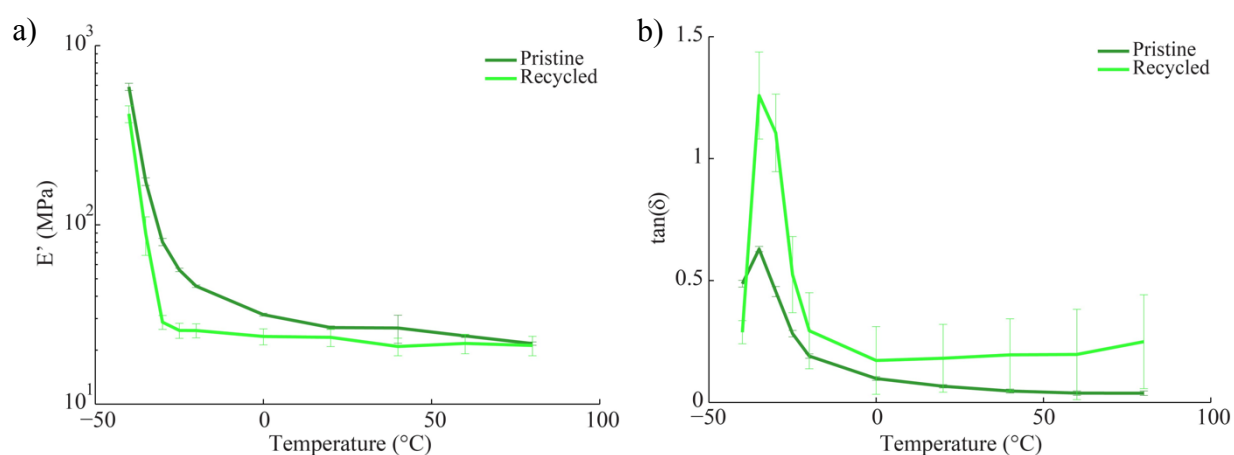 a)
10³
10²
10¹
E’ (MPa)
Pristine
Recycled
−50
0
50
100
Temperature (°C)
b)
1.5
1
0.5
0
tan(δ)
Pristine
Recycled
−50
0
50
100
Temperature (°C)